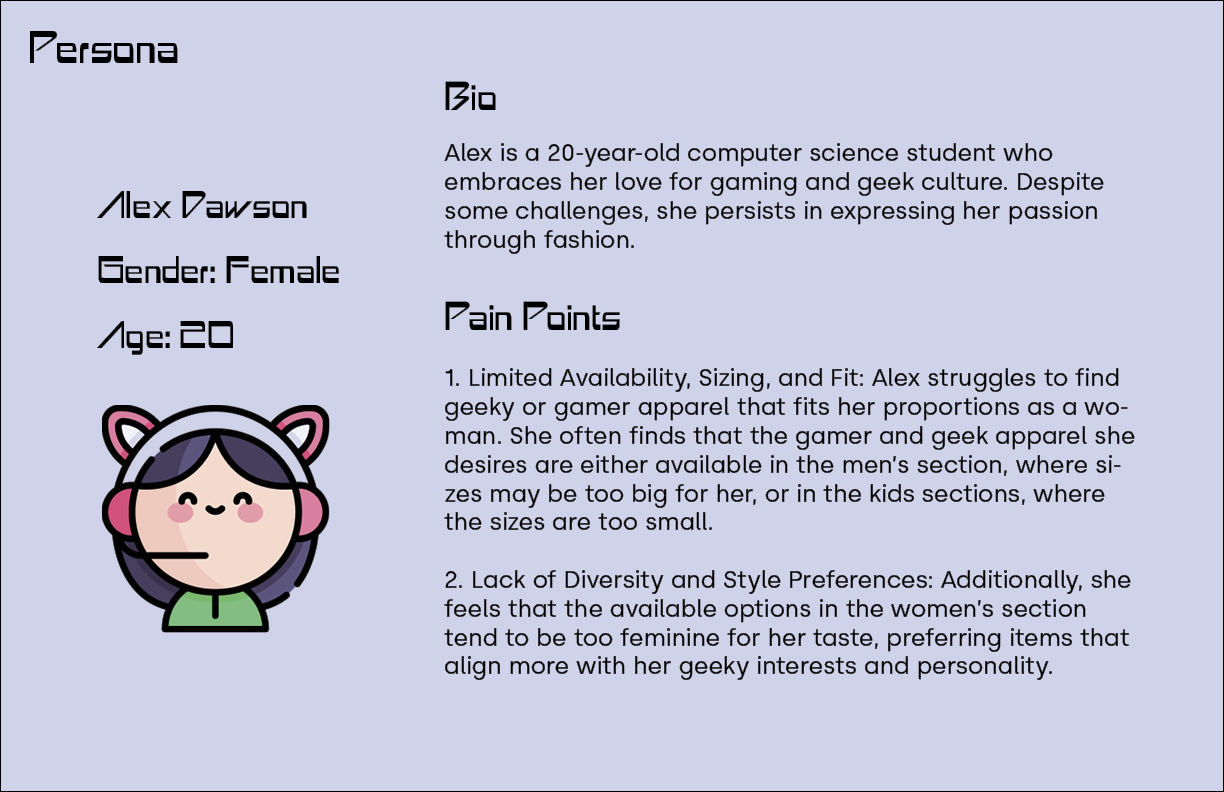 Persona
Alex Dawson
Gender: Female
Age: 20
Bio
Alex is a 20-year-old computer science student who
embraces her love for gaming and geek culture. Despite
some challenges, she persists in expressing her passion
through fashion.
Pain Points
1. Limited Availability, Sizing, and Fit: Alex struggles to find
geeky or gamer apparel that fits her proportions as a wo-
man. She often finds that the gamer and geek apparel she
desires are either available in the men's section, where si-
zes may be too big for her, or in the kids sections, where
the sizes are too small.
2. Lack of Diversity and Style Preferences: Additionally, she
feels that the available options in the women's section
tend to be too feminine for her taste, preferring items that
align more with her geeky interests and personality.